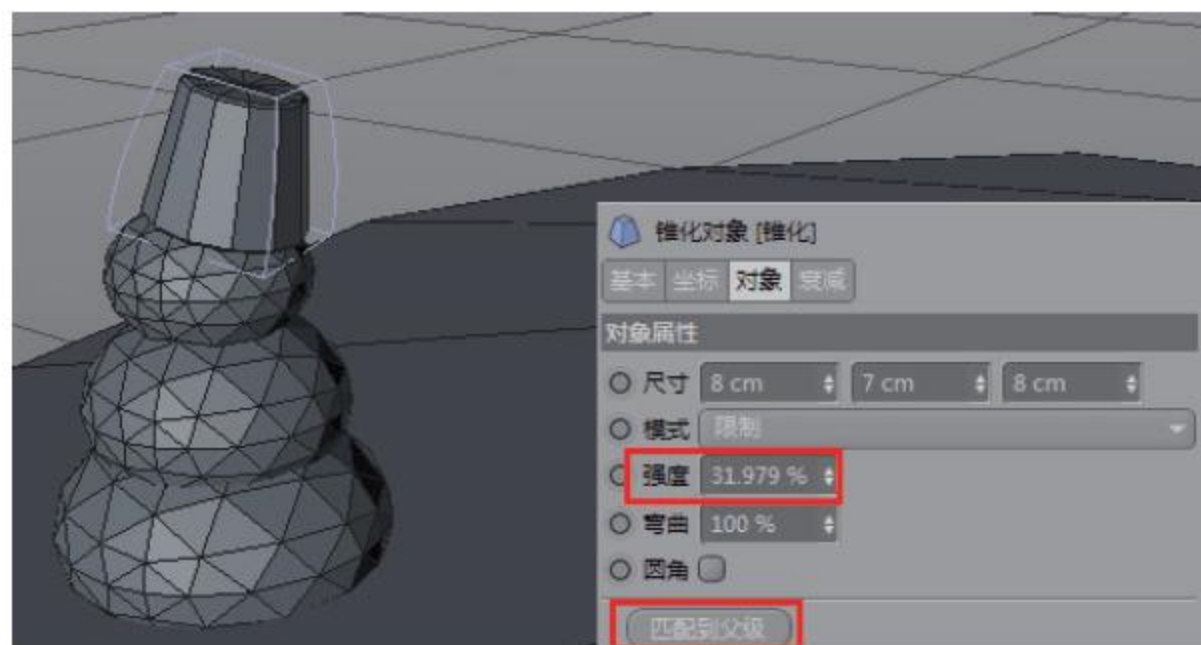 锥化对象 [锥化]
基本 坐标 对象 衰减
对象属性
尺寸 8 cm 7 cm 8 cm
模式 限制
强度 31.979 %
弯曲 100 %
圆角
匹配到父级